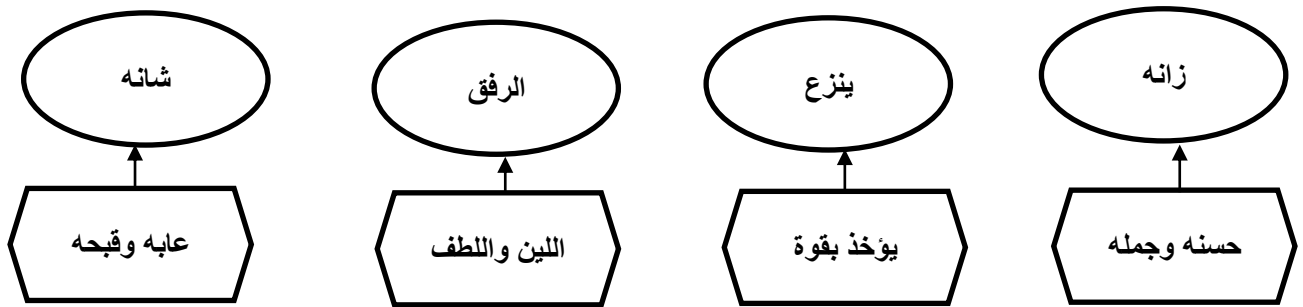 زانه
ينزع
الرفق
شانه
حسنه وجمله
يؤخذ بقوة
اللين واللطف
عابه وقبحه